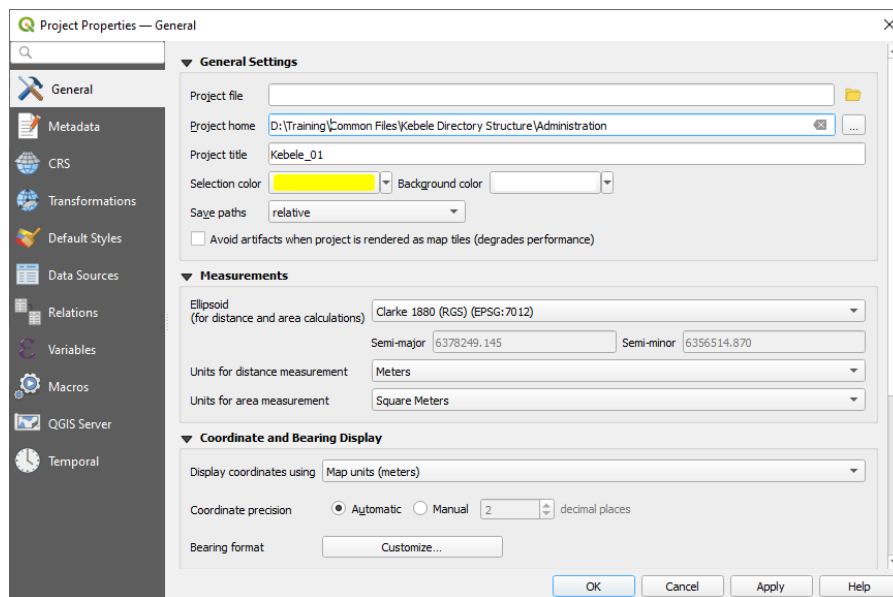 Project Properties — General
General
Metadata
CRS
Transformations
Default Styles
Data Sources
Relations
Variables
Macros
QGIS Server
Temporal
General Settings
Project file
Project home D:\Training\Common Files\Kebele Directory Structure\Administration ...
Project title Kebele_01
Selection color Background color
Save paths relative
Avoid artifacts when project is rendered as map tiles (degrades performance)
Measurements
Ellipsoid
(for distance and area calculations) Clarke 1880 (RGS) (EPSG:7012)
Semi-major 6378249.145 Semi-minor 6356514.870
Units for distance measurement Meters
Units for area measurement Square Meters
Coordinate and Bearing Display
Display coordinates using Map units (meters)
Coordinate precision Automatic Manual 2 decimal places
Bearing format Customize...
OK Cancel Apply Help